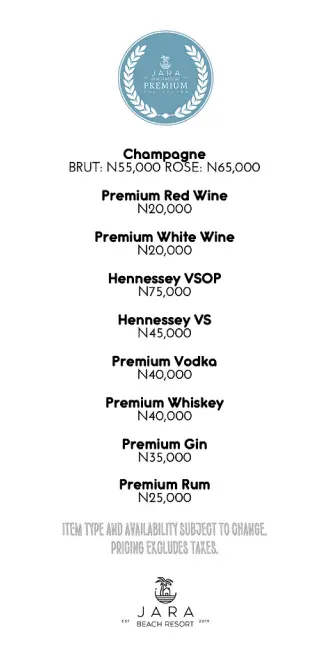 JARA
PREMIUM
Champagne
BRUT: N55,000 ROSE: N65,000
Premium Red Wine
N20,000
Premium White Wine
N20,000
Hennessey VSOP
N75,000
Hennessey VS
N45,000
Premium Vodka
N40,000
Premium Whiskey
N40,000
Premium Gin
N35,000
Premium Rum
N25,000
ITEM TYPE AND AVAILABILITY SUBJECT TO CHANGE.
PRICING EXCLUDES TAXES.
JARA
EST BEACH RESORT